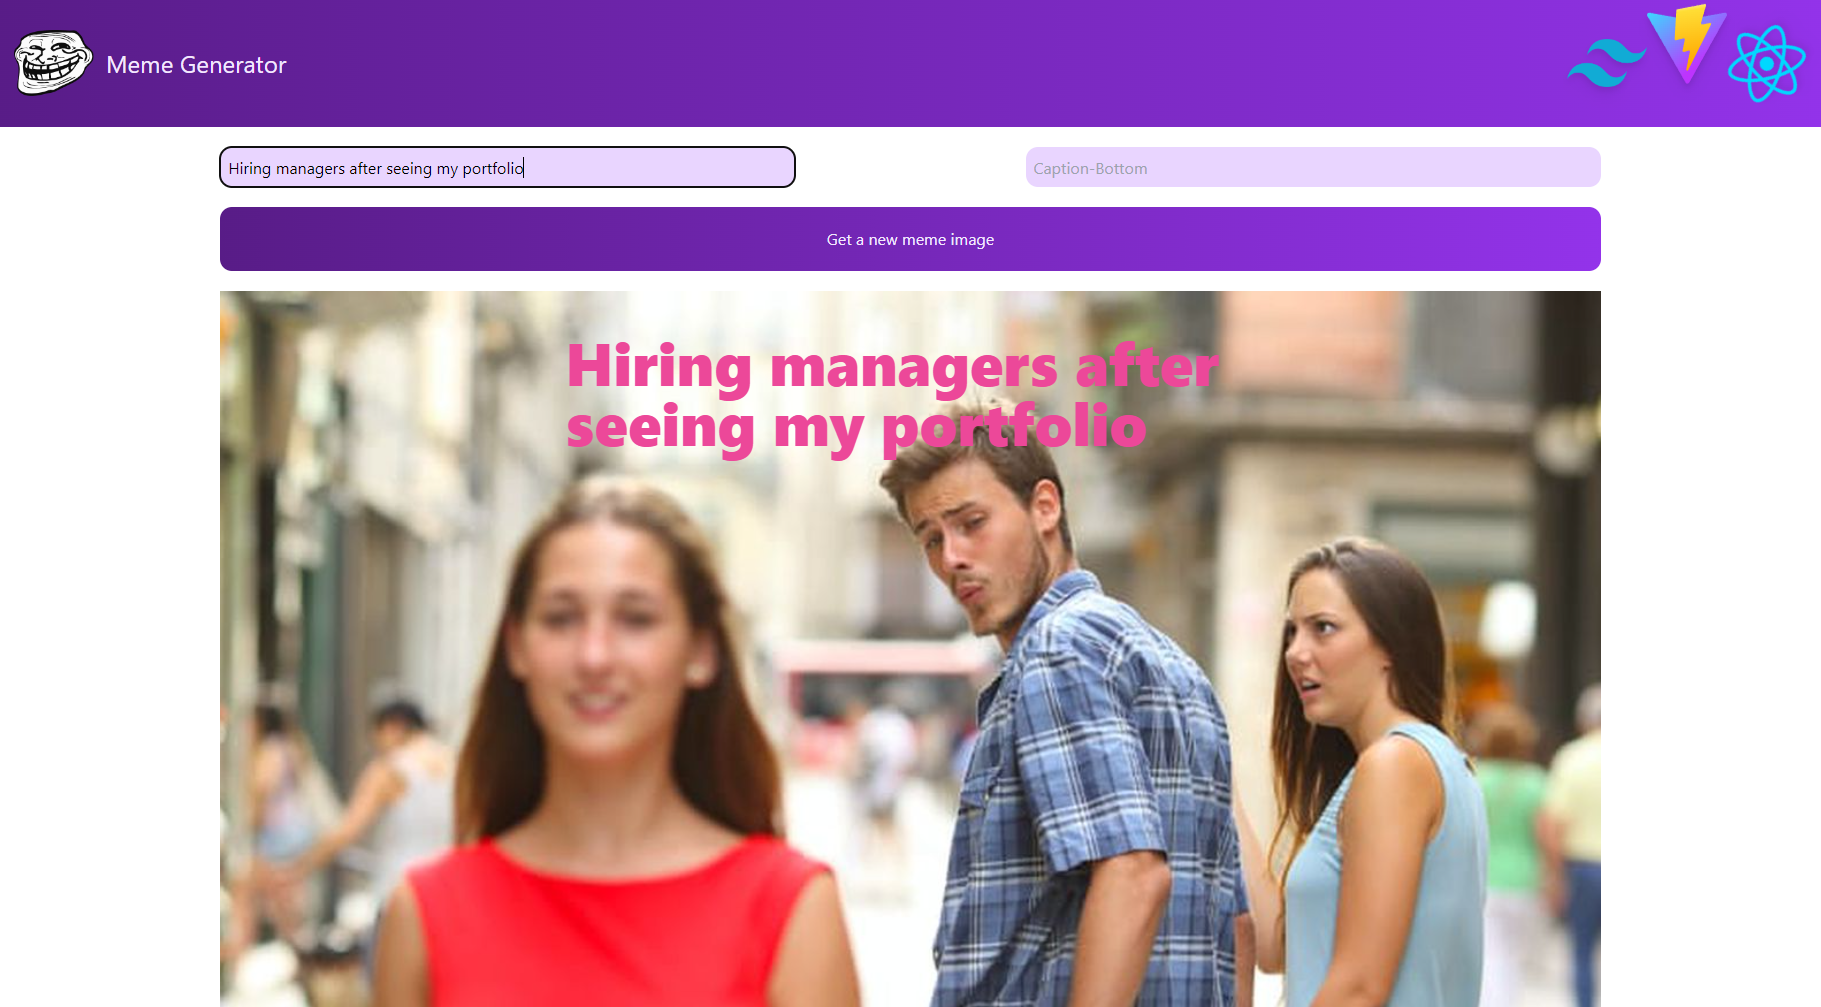 Meme Generator
Hiring managers after seeing my portfolio
Caption-Bottom
Get a new meme image
Hiring managers after
seeing my portfolio